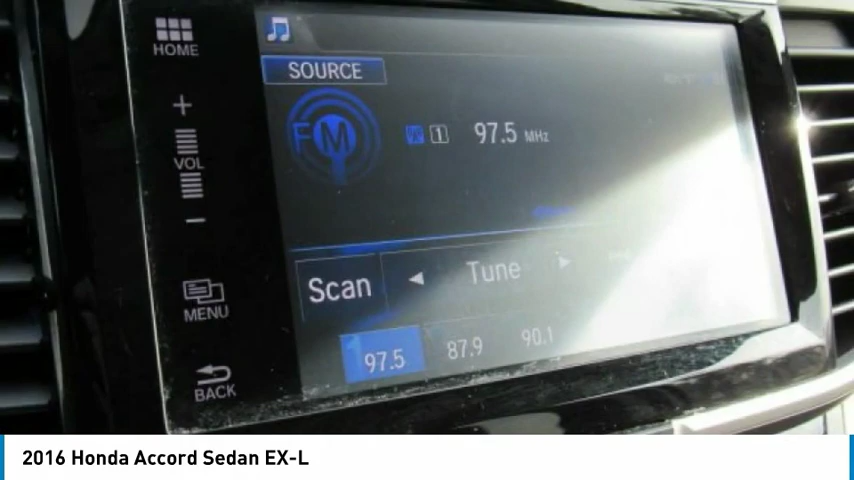 HOME
SOURCE
+
FM
1
97.5 MHz
VOL
−
Scan
Tune
MENU
97.5 87.9 90.1
BACK
2016 Honda Accord Sedan EX-L